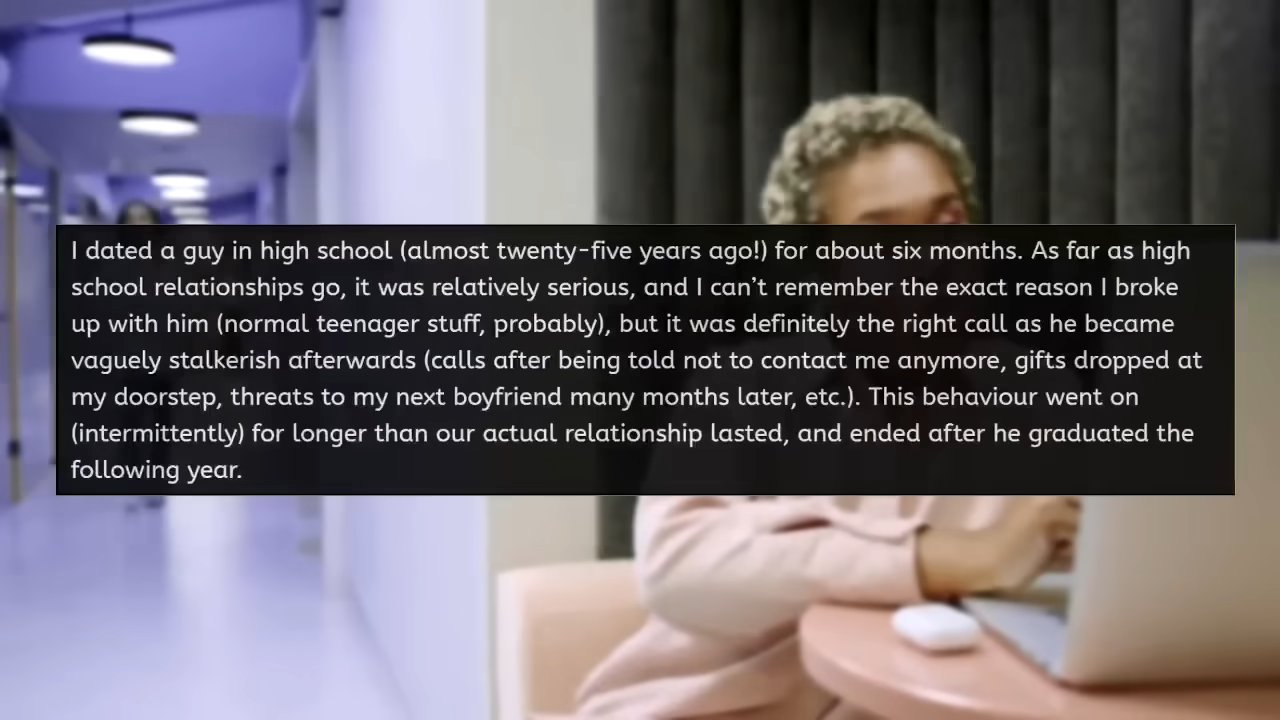 I dated a guy in high school (almost twenty-five years ago!) for about six months. As far as high
school relationships go, it was relatively serious, and I can’t remember the exact reason I broke
up with him (normal teenager stuff, probably), but it was definitely the right call as he became
vaguely stalkerish afterwards (calls after being told not to contact me anymore, gifts dropped at
my doorstep, threats to my next boyfriend many months later, etc.). This behaviour went on
(intermittently) for longer than our actual relationship lasted, and ended after he graduated the
following year.